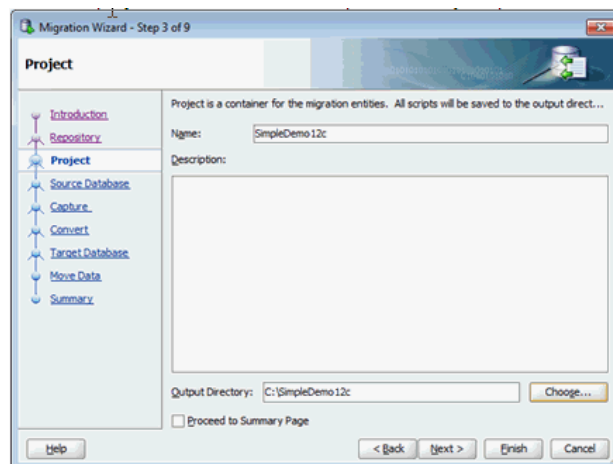 Migration Wizard - Step 3 of 9
Project
Introduction
Repository
Project
Source Database
Capture
Convert
Target Database
Move Data
Summary
Project is a container for the migration entities. All scripts will be saved to the output direct...
Name: SimpleDemo12c
Description:
Output Directory: C:\SimpleDemo12c Choose...
Proceed to Summary Page
Help < Back Next > Finish Cancel